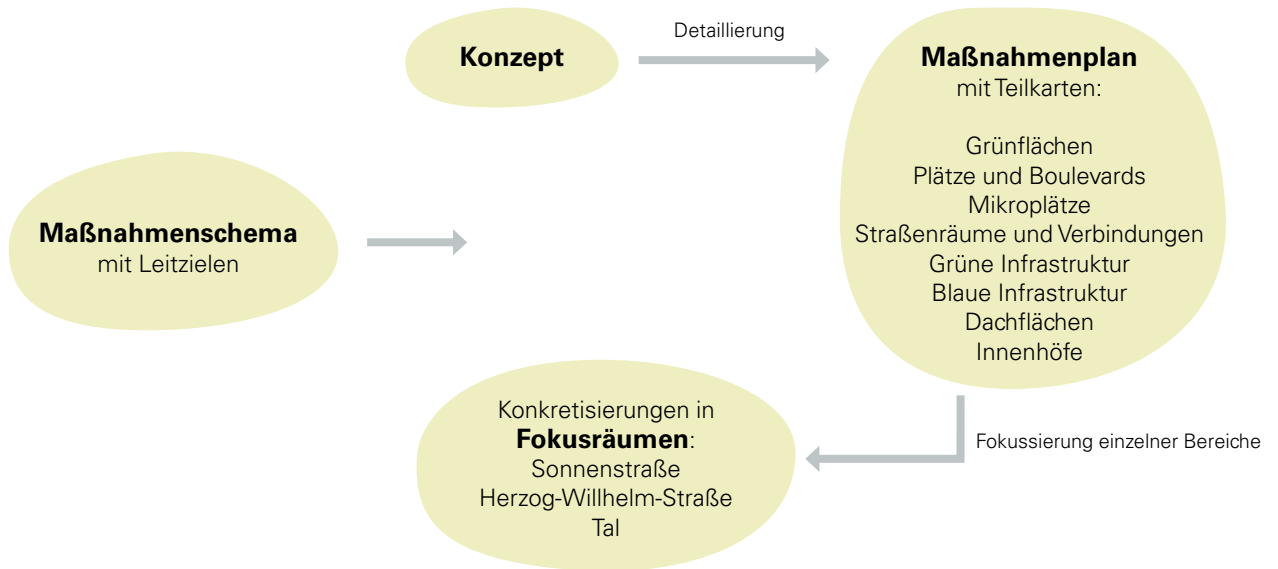 Maßnahmenschema
mit Leitzielen
Konzept
Detaillierung
Maßnahmenplan
mit Teilkarten:
Grünflächen
Plätze und Boulevards
Mikroplätze
Straßenräume und Verbindungen
Grüne Infrastruktur
Blaue Infrastruktur
Dachflächen
Innenhöfe
Fokussierung einzelner Bereiche
Konkretisierungen in
Fokusräumen:
Sonnenstraße
Herzog-Willhelm-Straße
Tal